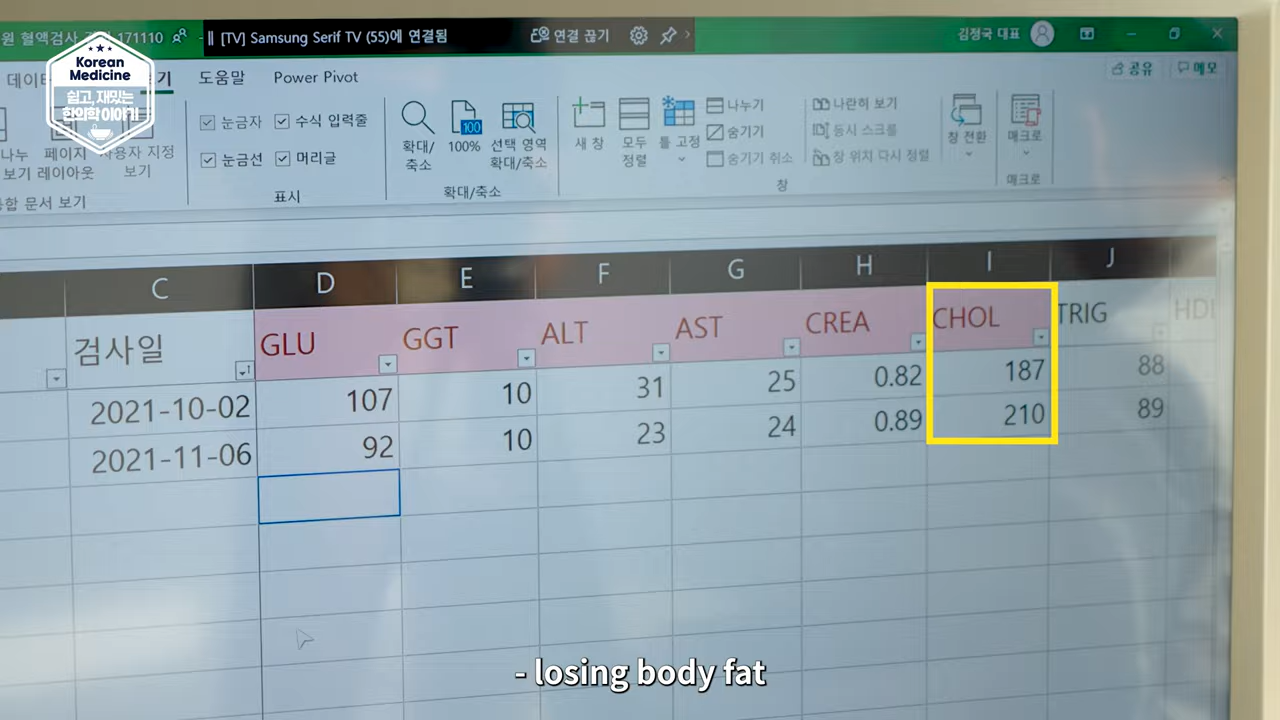 원 혈액검사
171110
[TV] Samsung Serif TV (55)에 연결됨
연결 끊기
김정국 대표
Korean
Medicine
쉽고, 재밌는
한의학 이야기
도움말
Power Pivot
공유
메모
눈금자
수식 입력줄
눈금선
머리글
표시
페이지
레이아웃
사용자 지정
보기
통합 문서 보기
확대/
축소
100%
선택 영역
확대/축소
확대/축소
새 창
모두
정렬
틀 고정
나누기
숨기기
숨기기 취소
나란히 보기
동시 스크롤
창 위치 다시 정렬
창
창 전환
매크로
매크로
C D E F G H I J
검사일 GLU GGT ALT AST CREA CHOL TRIG HDL
2021-10-02 107 10 31 25 0.82 187 88
2021-11-06 92 10 23 24 0.89 210 89
- losing body fat